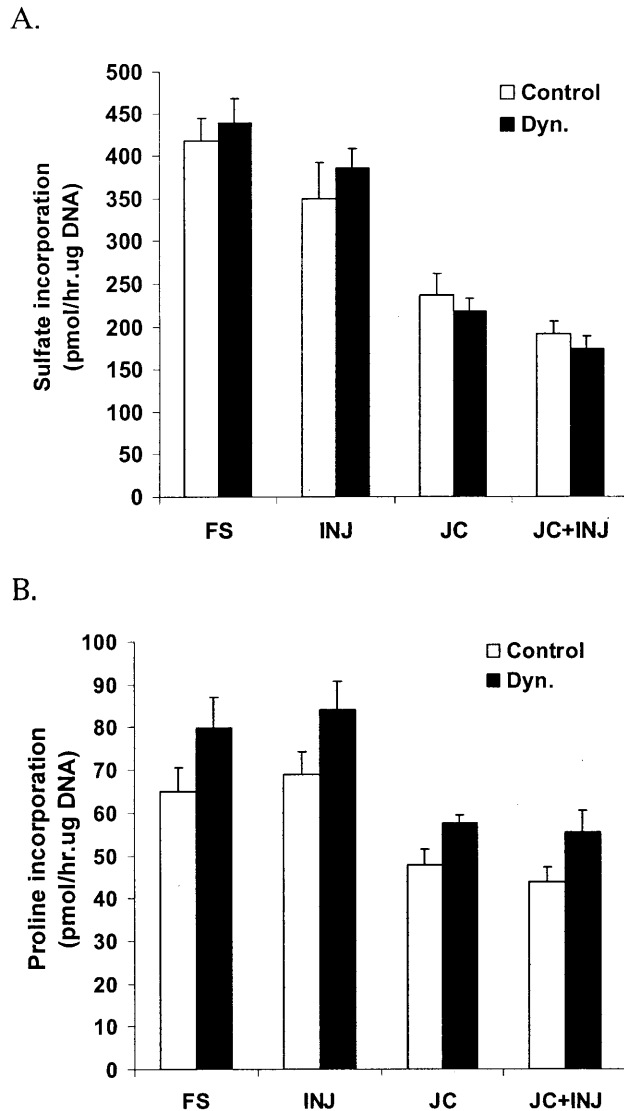 A.
500
450
400
350
300
250
200
150
100
50
0
Sulfate incorporation
(pmol/hr.ug DNA)
Control
Dyn.
FS INJ JC JC+INJ
B.
100
90
80
70
60
50
40
30
20
10
0
Proline incorporation
(pmol/hr.ug DNA)
Control
Dyn.
FS INJ JC JC+INJ